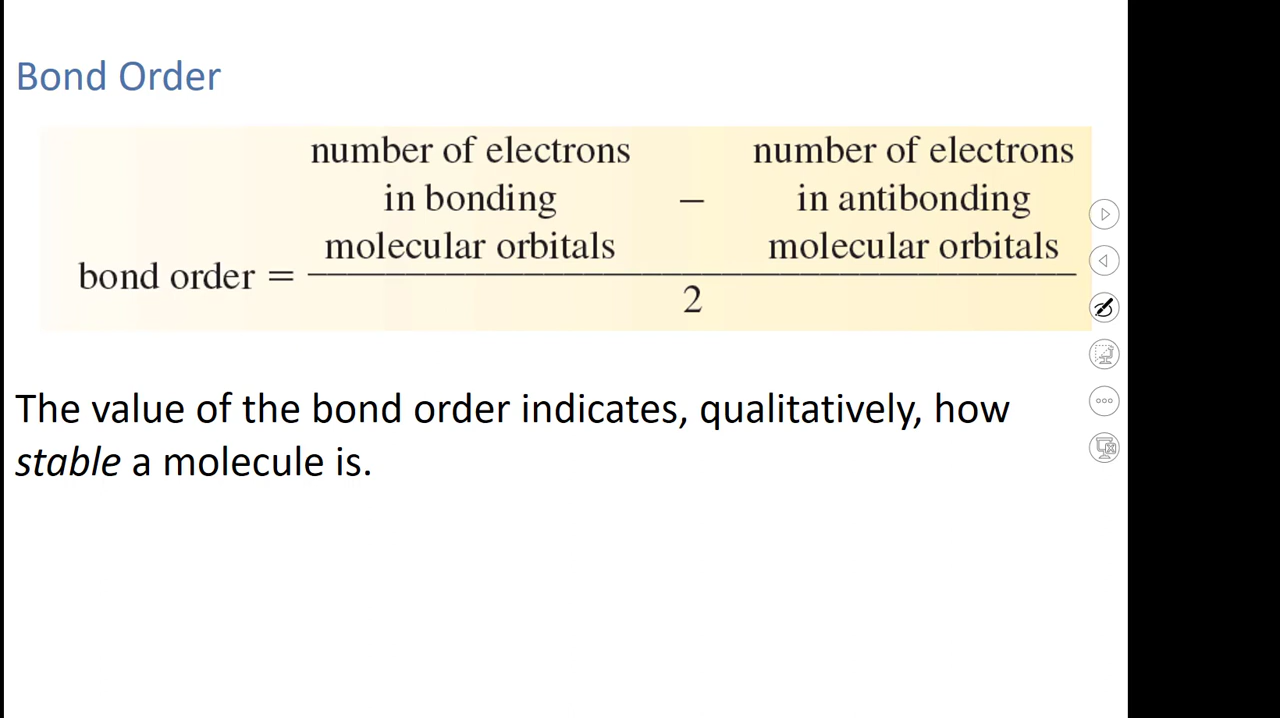 Bond Order
number of electrons number of electrons
in bonding – in antibonding
molecular orbitals molecular orbitals
bond order =
2
The value of the bond order indicates, qualitatively, how
stable a molecule is.